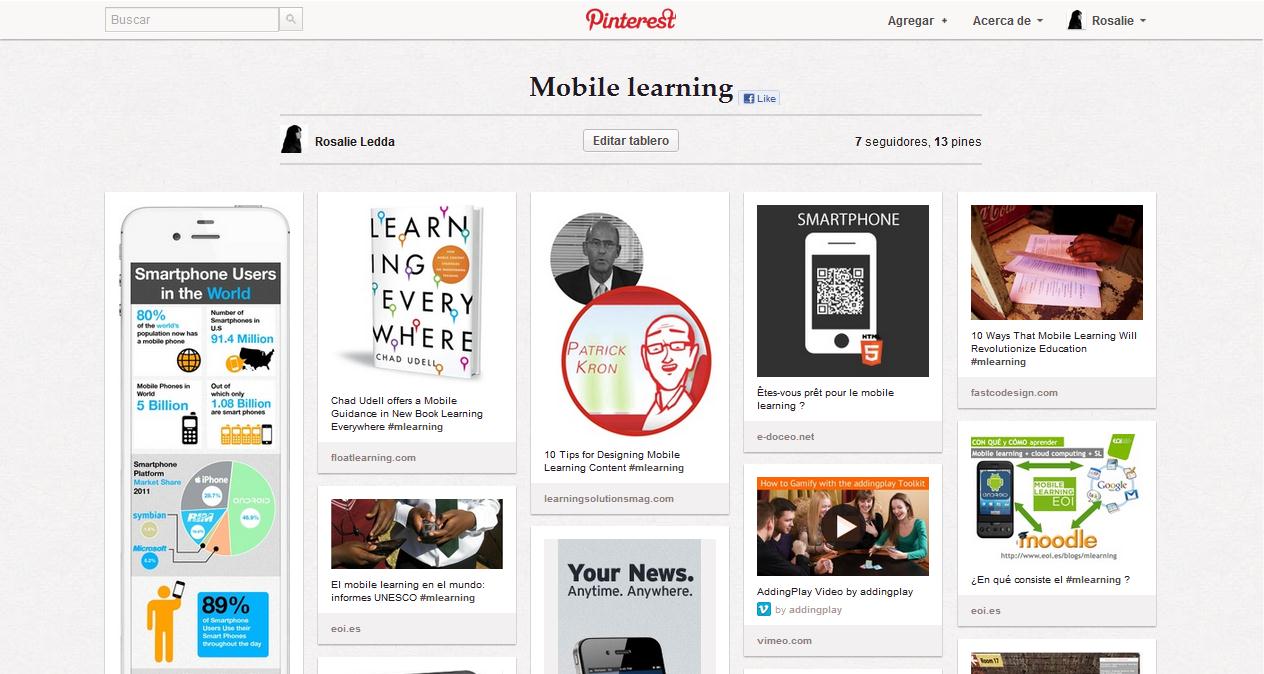 Buscar
Pinterest
Agregar +
Acerca de
Rosalie
Mobile learning
Like
Rosalie Ledda
Editar tablero
7 seguidores, 13 pines
Smartphone Users
in the World
80%
of the world's
population now has
a mobile phone
Number of
Smartphones in
U.S
91.4 Million
Mobile Phones in
World
5 Billion
Out of
which only
1.08 Billion
are smart phones
Smartphone
Platform
Market Share
2011
iPhone
28.7%
ANDROID
46.9%
RIM
symbian
Microsoft
89%
of Smartphone
Users Use their
Smart Phones
throughout the day
LEARN
ING
EVERY
WHERE
CHAD UDELL
Chad Udell offers a Mobile
Guidance in New Book Learning
Everywhere #mlearning
floatlearning.com
El mobile learning en el mundo:
informes UNESCO #mlearning
eoi.es
PATRICK
KRON
10 Tips for Designing Mobile
Learning Content #mlearning
learningsolutionsmag.com
Your News.
Anytime. Anywhere.
SMARTPHONE
HTML
5
Êtes-vous prêt pour le mobile
learning ?
e-doceo.net
How to Gamify with the addingplay Toolkit
AddingPlay Video by addingplay
by addingplay
vimeo.com
10 Ways That Mobile Learning Will
Revolutionize Education
#mlearning
fastcodesign.com
CON QUÉ y CÓMO aprender
Mobile learning + cloud computing + SL
eoi
ANDROID
MOBILE
LEARNING
EOI
Google
moodle
http://www.eoi.es/blogs/mlearning
¿En qué consiste el #mlearning ?
eoi.es
Room 17